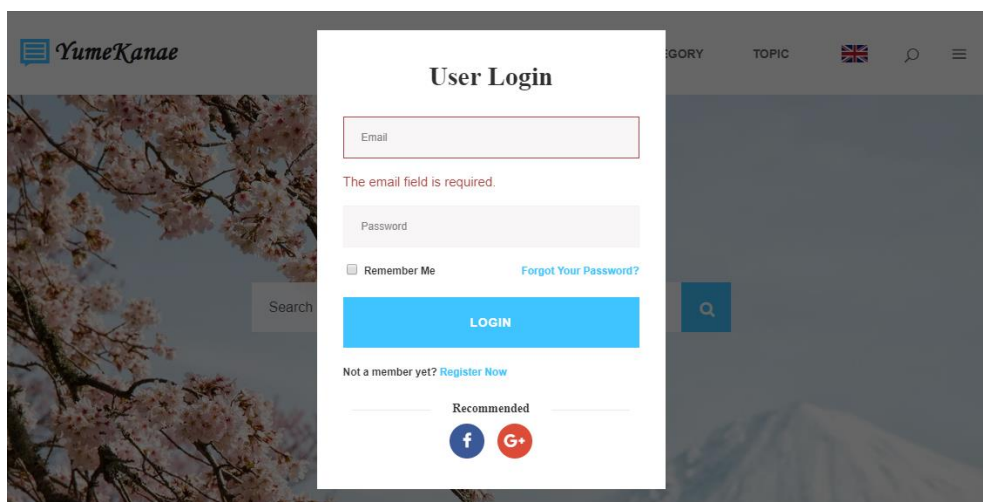 YumeKanae
EGORY TOPIC
User Login
Email
The email field is required.
Password
Remember Me Forgot Your Password?
Search
LOGIN
Not a member yet? Register Now
Recommended
f G+